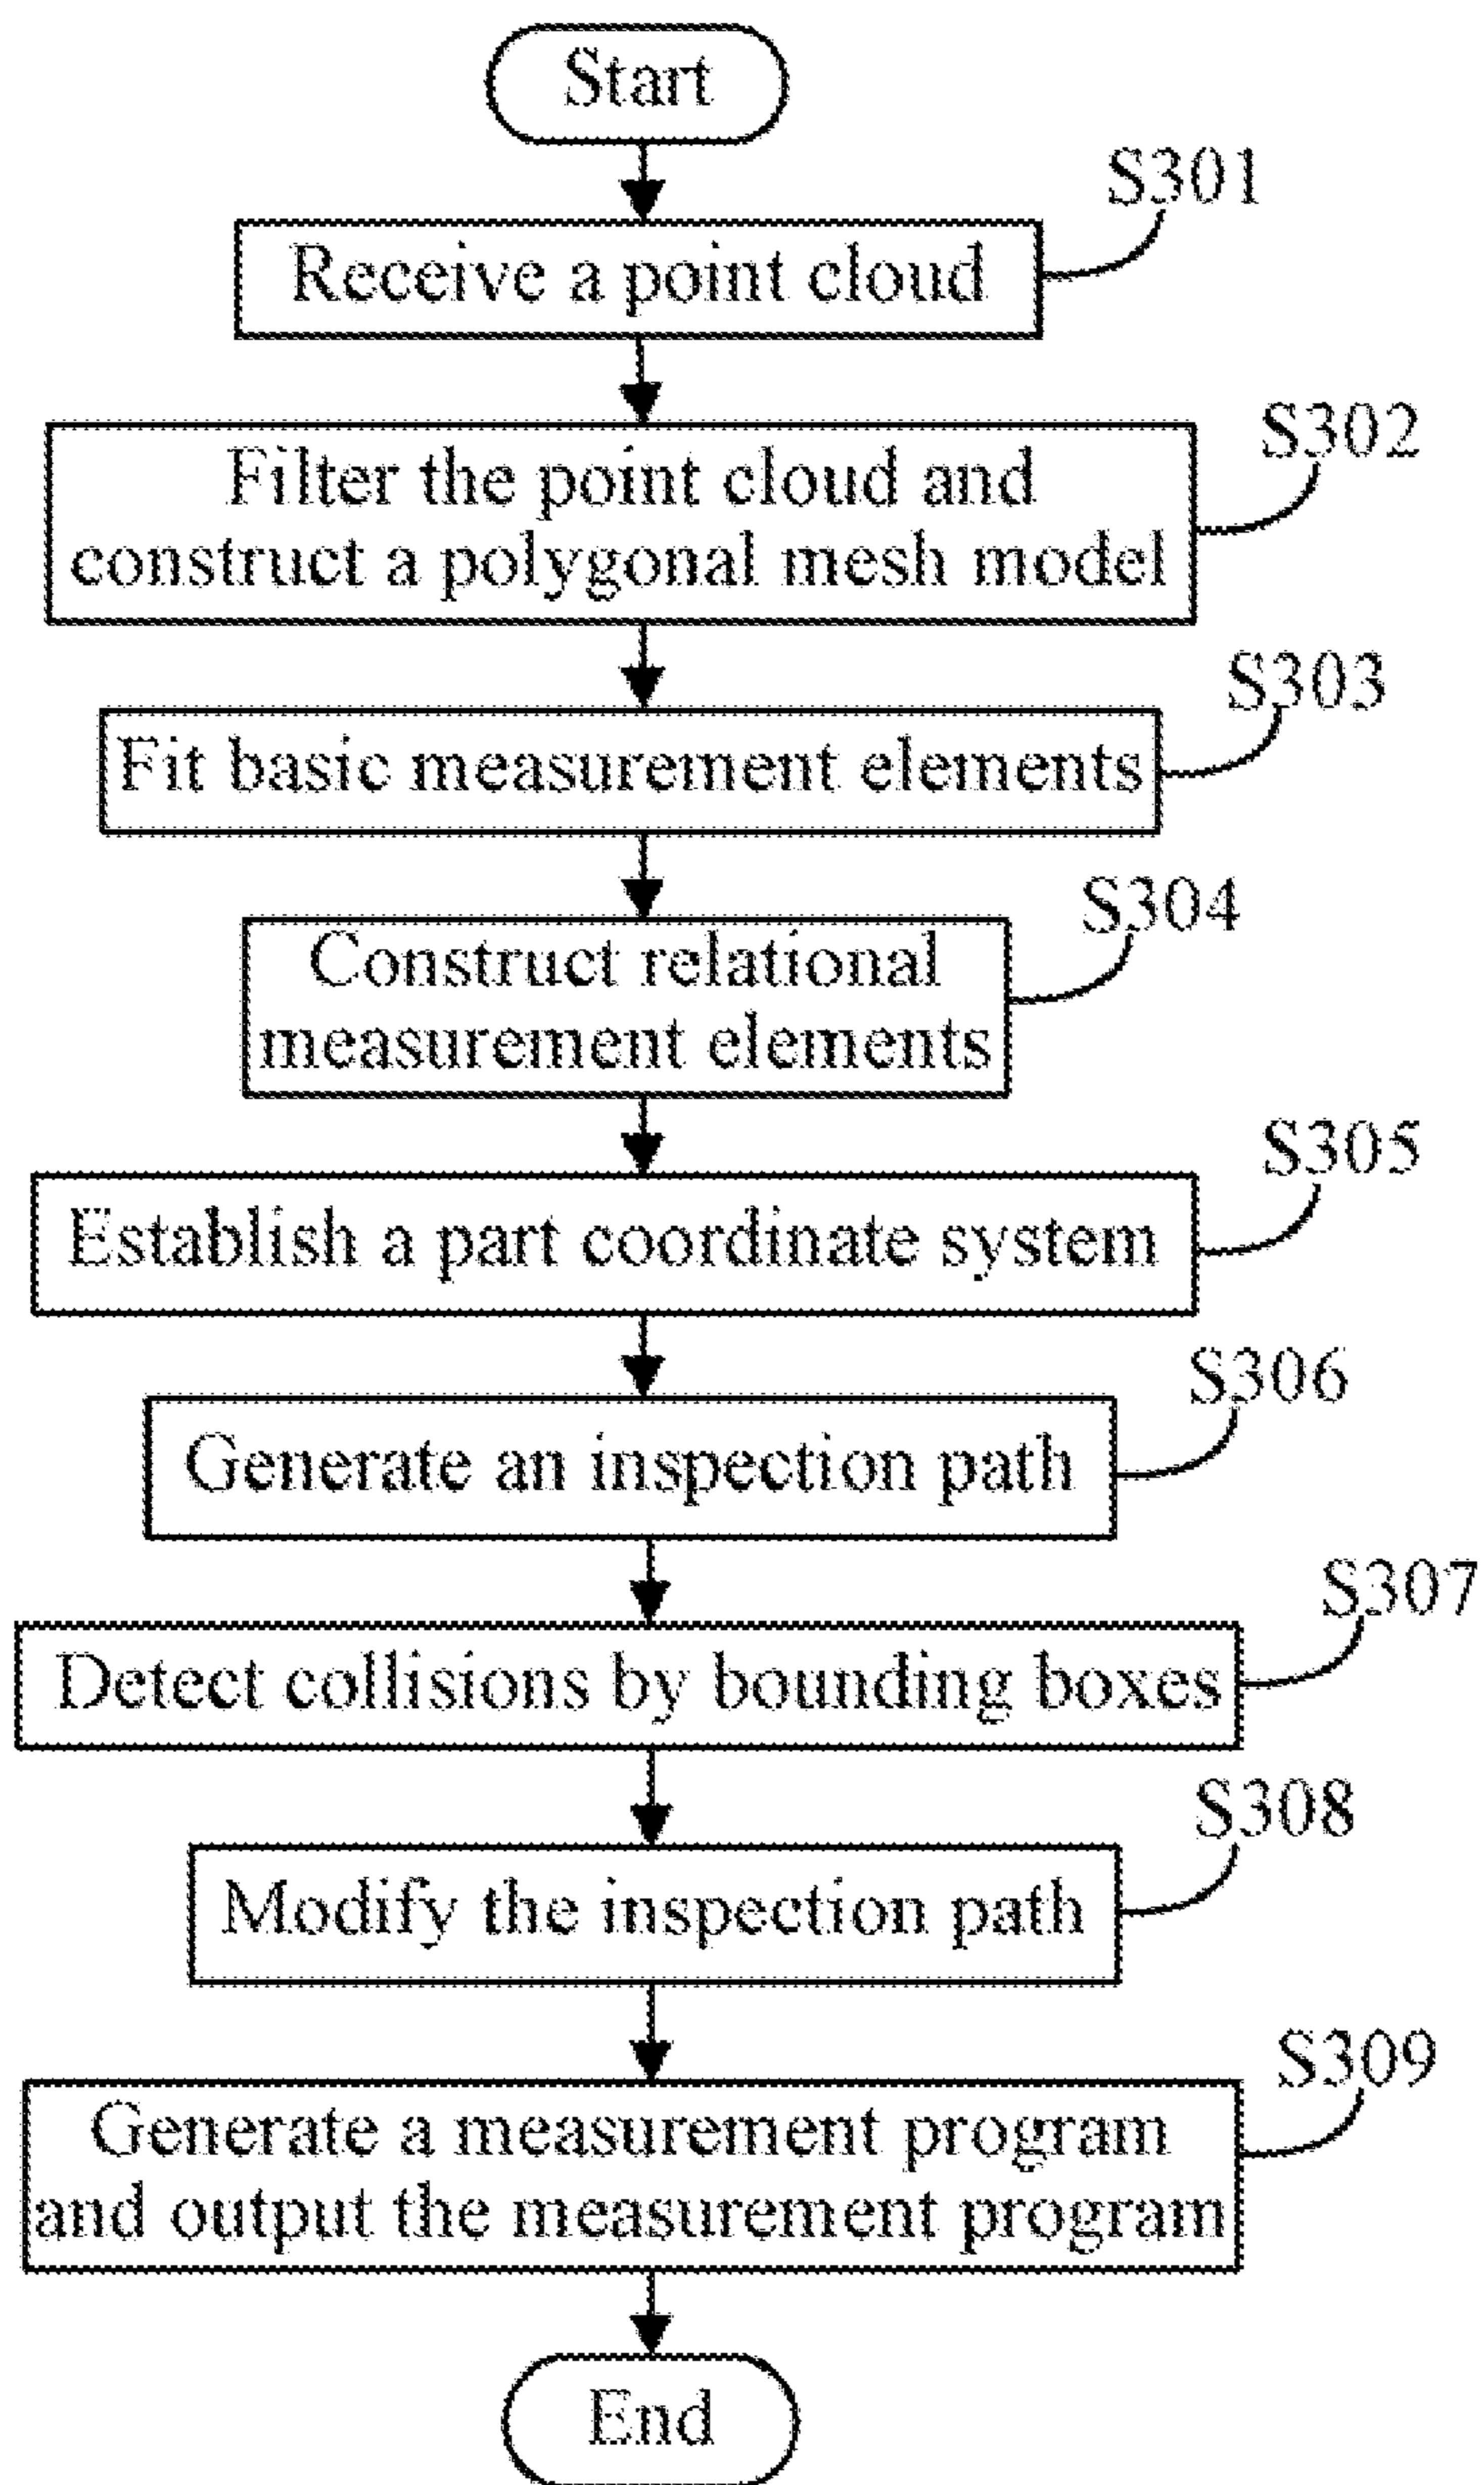 Start
S301
Receive a point cloud
S302
Filter the point cloud and
construct a polygonal mesh model
S303
Fit basic measurement elements
S304
Construct relational
measurement elements
S305
Establish a part coordinate system
S306
Generate an inspection path
S307
Detect collisions by bounding boxes
S308
Modify the inspection path
S309
Generate a measurement program
and output the measurement program
End